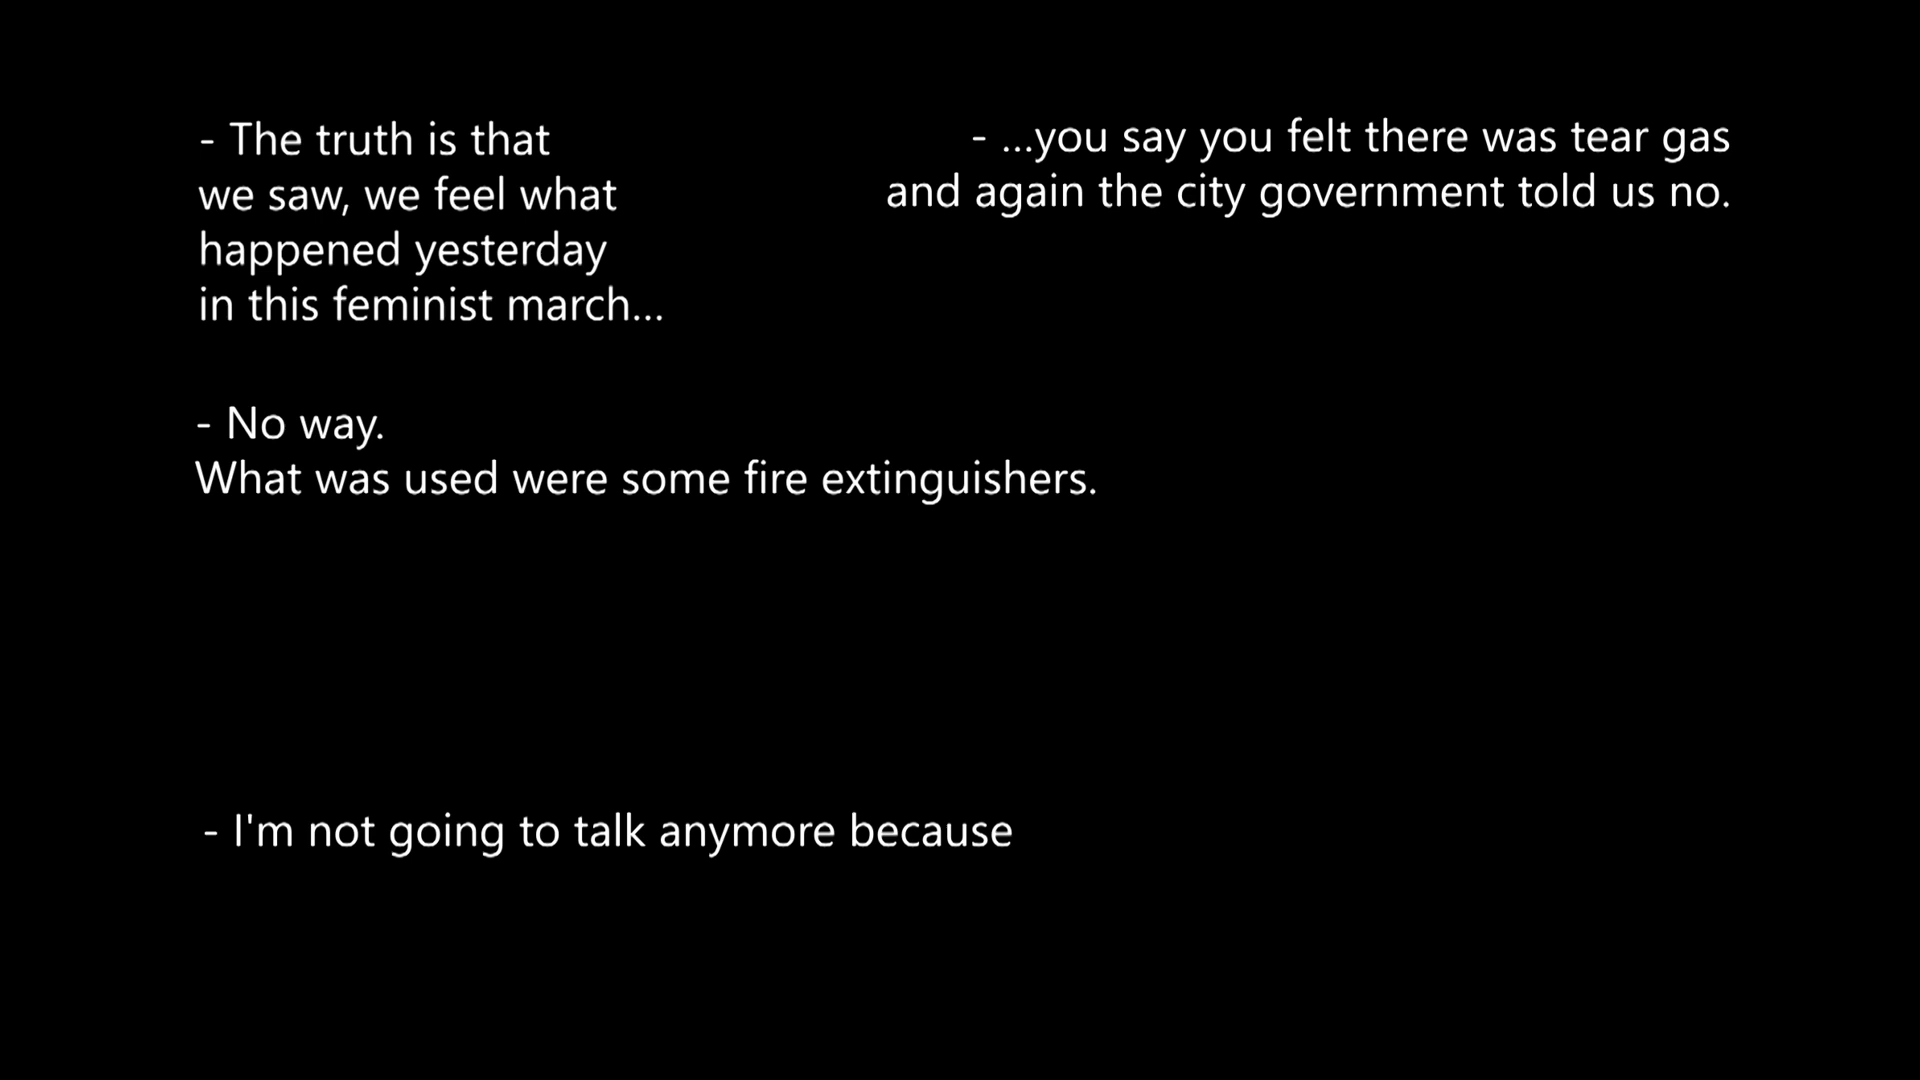 - The truth is that
we saw, we feel what
happened yesterday
in this feminist march...
- ...you say you felt there was tear gas
and again the city government told us no.
- No way.
What was used were some fire extinguishers.
- I'm not going to talk anymore because